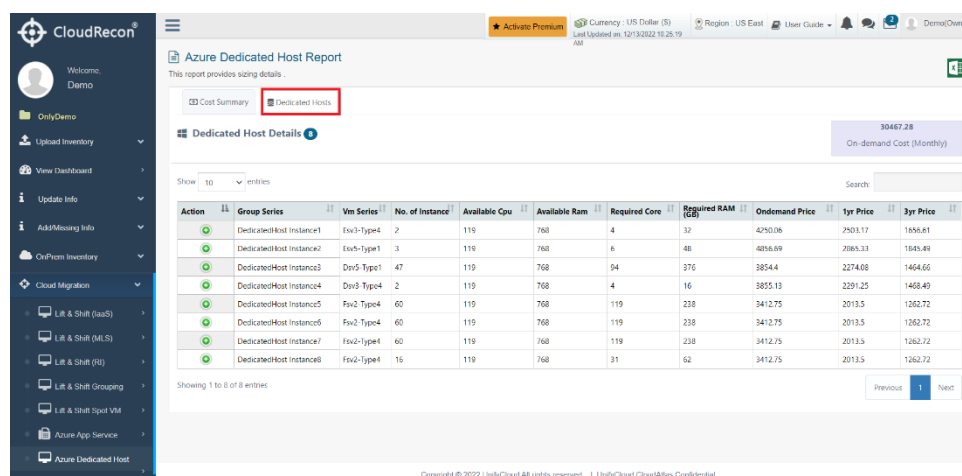 CloudRecon®
Welcome,
Demo
OnlyDemo
Upload Inventory
View Dashboard
Update Info
Add/Missing Info
OnPrem Inventory
Cloud Migration
Lift & Shift (IaaS)
Lift & Shift (MLS)
Lift & Shift (RI)
Lift & Shift Grouping
Lift & Shift Spot VM
Azure App Service
Azure Dedicated Host
Activate Premium
Currency : US Dollar ($)
Last Updated on: 12/13/2022 10:25:19
AM
Region : US East
User Guide
Demo(Own
Azure Dedicated Host Report
This report provides sizing details .
Cost Summary
Dedicated Hosts
Dedicated Host Details 8
30467.28
On-demand Cost (Monthly)
Show 10 entries
Search:
Action Group Series Vm Series No. of Instance Available Cpu Available Ram Required Core Required RAM (GB) Ondemand Price 1yr Price 3yr Price
DedicatedHost Instance1 Esv3-Type4 2 119 768 4 32 4250.06 2503.17 1656.61
DedicatedHost Instance2 Esv5-Type1 3 119 768 6 48 4856.69 2865.33 1845.49
DedicatedHost Instance3 Dsv5-Type1 47 119 768 94 376 3854.4 2274.08 1464.66
DedicatedHost Instance4 Dsv3-Type4 2 119 768 4 16 3855.13 2291.25 1468.49
DedicatedHost Instance5 Fsv2-Type4 60 119 768 119 238 3412.75 2013.5 1262.72
DedicatedHost Instance6 Fsv2-Type4 60 119 768 119 238 3412.75 2013.5 1262.72
DedicatedHost Instance7 Fsv2-Type4 60 119 768 119 238 3412.75 2013.5 1262.72
DedicatedHost Instance8 Fsv2-Type4 16 119 768 31 62 3412.75 2013.5 1262.72
Showing 1 to 8 of 8 entries
Previous 1 Next
Copyright © 2022 UnifyCloud All rights reserved. | UnifyCloud CloudAtlas Confidential